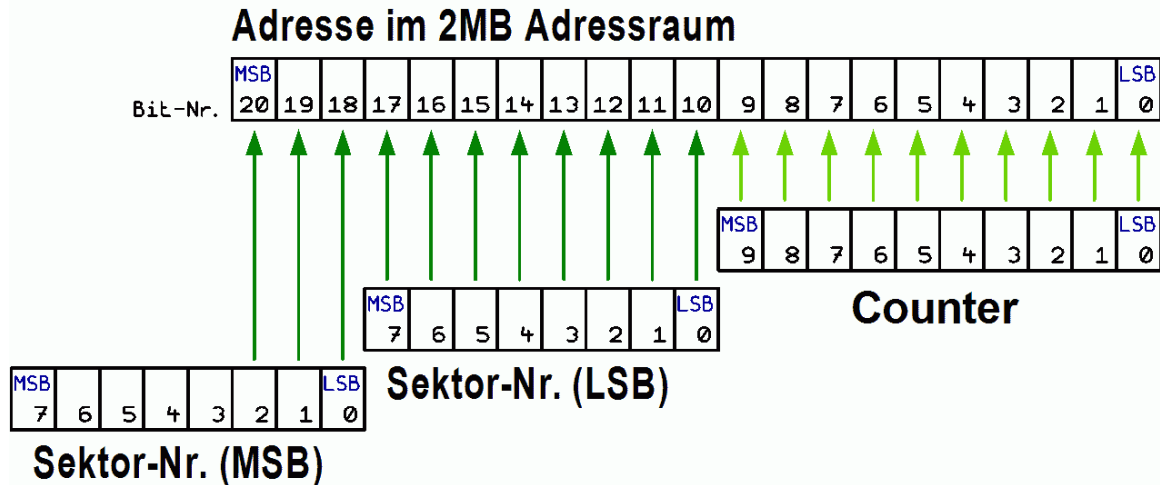 Adresse im 2MB Adressraum
MSB LSB
Bit-Nr. 20 19 18 17 16 15 14 13 12 11 10 9 8 7 6 5 4 3 2 1 0
MSB LSB
9 8 7 6 5 4 3 2 1 0
Counter
MSB LSB
7 6 5 4 3 2 1 0
Sektor-Nr. (LSB)
MSB LSB
7 6 5 4 3 2 1 0
Sektor-Nr. (MSB)